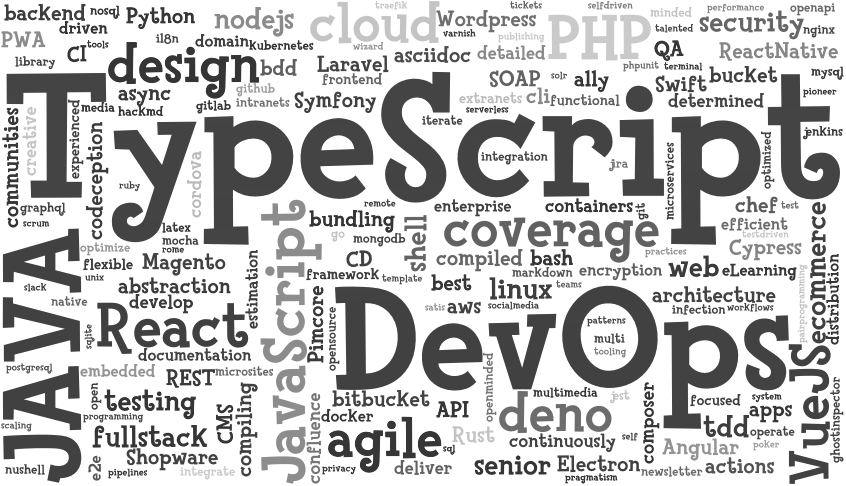 backend
nosql
Python
nodejs
cloud
traefik
Wordpress
tickets
selfdriven
minded
performance
openapi
security
nginx
PWA
driven
CI
tools
il8n
domain
Kubernetes
wizard
varnish
publishing
PHP
talented
QA
ReactNative
library
design
bdd
Laravel
frontend
asciidoc
detailed
SOAP
solr
ally
phpunit
terminal
Swift
bucket
mysql
pioneer
async
media
hackmd
gitlab
github
intranets
Symfony
extranets
cli
functional
serverless
determined
TypeScript
iterate
integration
jira
microservices
optimized
jenkins
communities
creative
experienced
codeception
cordova
ruby
graphql
scrum
latex
mocha
rome
remote
enterprise
containers
git
chef
test
efficient
testdriven
Cypress
practices
optimize
flexible
unix
Magento
go
mongodb
bundling
shell
coverage
compiled
bash
CD
framework
template
markdown
encryption
web
eLearning
ecommerce
distribution
JAVA
slack
native
abstraction
develop
estimation
JavaScript
Pimcore
opensource
best
satis
aws
linux
teams
socialmedia
architecture
infection
workflows
pairprogramming
sqlite
React
documentation
DevOps
patterns
multi
tooling
VueJS
postgresql
embedded
REST
microsites
open
testing
programming
scaling
CMS
compiling
bitbucket
docker
API
openminded
multimedia
jest
deno
composer
focused
system
apps
tdd
operate
poker
ghostinspector
fullstack
Shopware
confluence
agile
sql
Rust
continuously
self
Angular
nushell
e2e
pipelines
integrate
privacy
deliver
senior
Electron
pragmatism
newsletter
actions